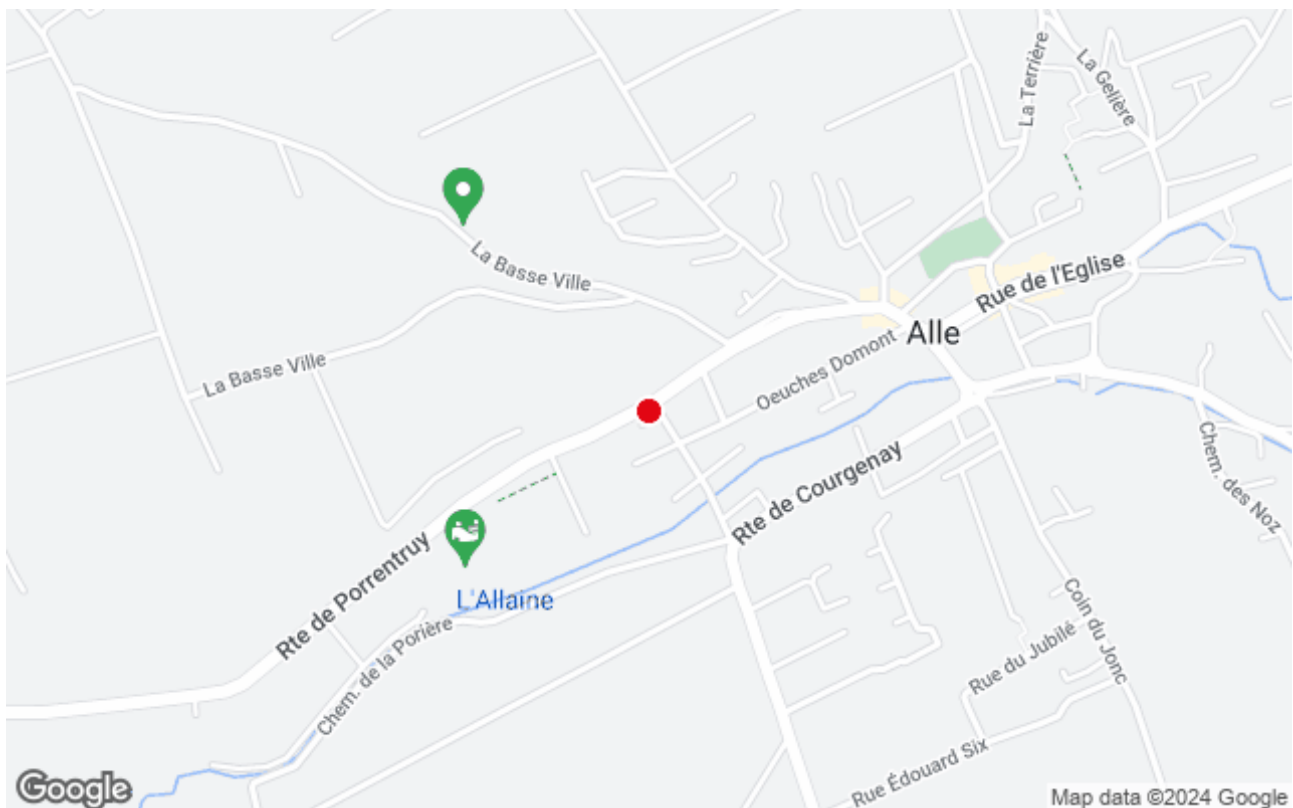 La Terrière
La Gelière
La Basse Ville
Rue de l'Eglise
Alle
La Basse Ville
Oeuches Domont
Rte de Courgenay
Chem. des Noz
Rte de Porrentruy
L'Allaine
Chem. de la Porière
Coin du Jonc
Rue du Jubilé
Rue Édouard Six
Google
Map data ©2024 Google